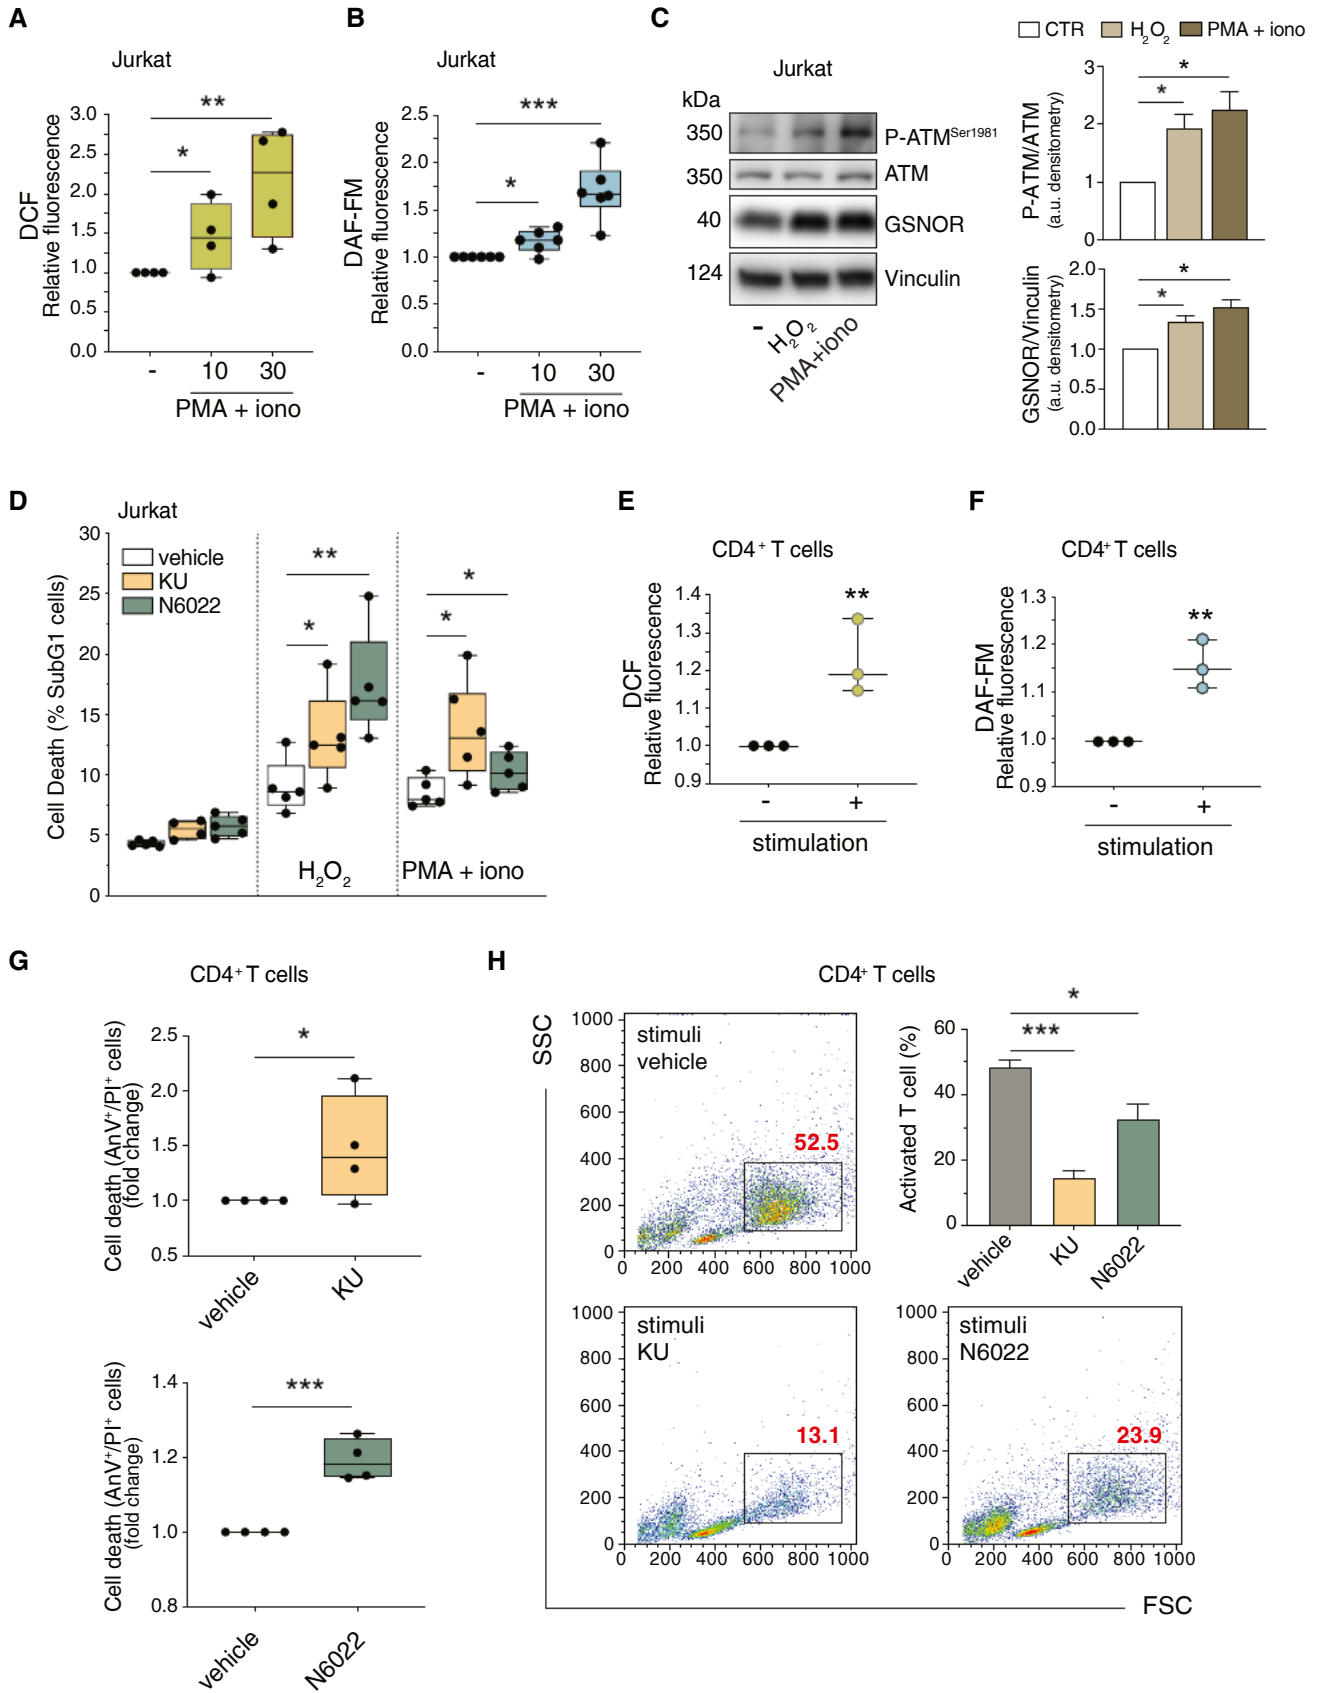 A
Jurkat
DCF
Relative fluorescence
3.0
2.5
2.0
1.5
1.0
0.5
0.0
**
*
- 10 30
PMA + iono
B
Jurkat
DAF-FM
Relative fluorescence
2.5
2.0
1.5
1.0
0.5
0.0
***
*
- 10 30
PMA + iono
C
Jurkat
kDa
350 P-ATMSer1981
350 ATM
40 GSNOR
124 Vinculin
-
H2O2
PMA+iono
CTR H2O2 PMA + iono
P-ATM/ATM
(a.u. densitometry)
3
2
1
0
*
*
GSNOR/Vinculin
(a.u. densitometry)
2.0
1.5
1.0
0.5
0.0
*
*
D
Jurkat
Cell Death (% SubG1 cells)
30
25
20
15
10
5
0
vehicle
KU
N6022
**
*
*
*
H2O2
PMA + iono
E
CD4+ T cells
DCF
Relative fluorescence
1.4
1.3
1.2
1.1
1.0
0.9
**
- +
stimulation
F
CD4+ T cells
DAF-FM
Relative fluorescence
1.3
1.2
1.1
1.0
0.9
**
- +
stimulation
G
CD4+ T cells
Cell death (AnV+/PI+ cells)
(fold change)
2.5
2.0
1.5
1.0
0.5
*
vehicle
KU
Cell death (AnV+/PI+ cells)
(fold change)
1.4
1.2
1.0
0.8
***
vehicle
N6022
H
CD4+ T cells
SSC
1000
800
600
400
200
0
stimuli
vehicle
52.5
0 200 400 600 800 1000
Activated T cell (%)
60
40
20
0
*
***
vehicle
KU
N6022
1000
800
600
400
200
0
stimuli
KU
13.1
0 200 400 600 800 1000
1000
800
600
400
200
0
stimuli
N6022
23.9
0 200 400 600 800 1000
FSC